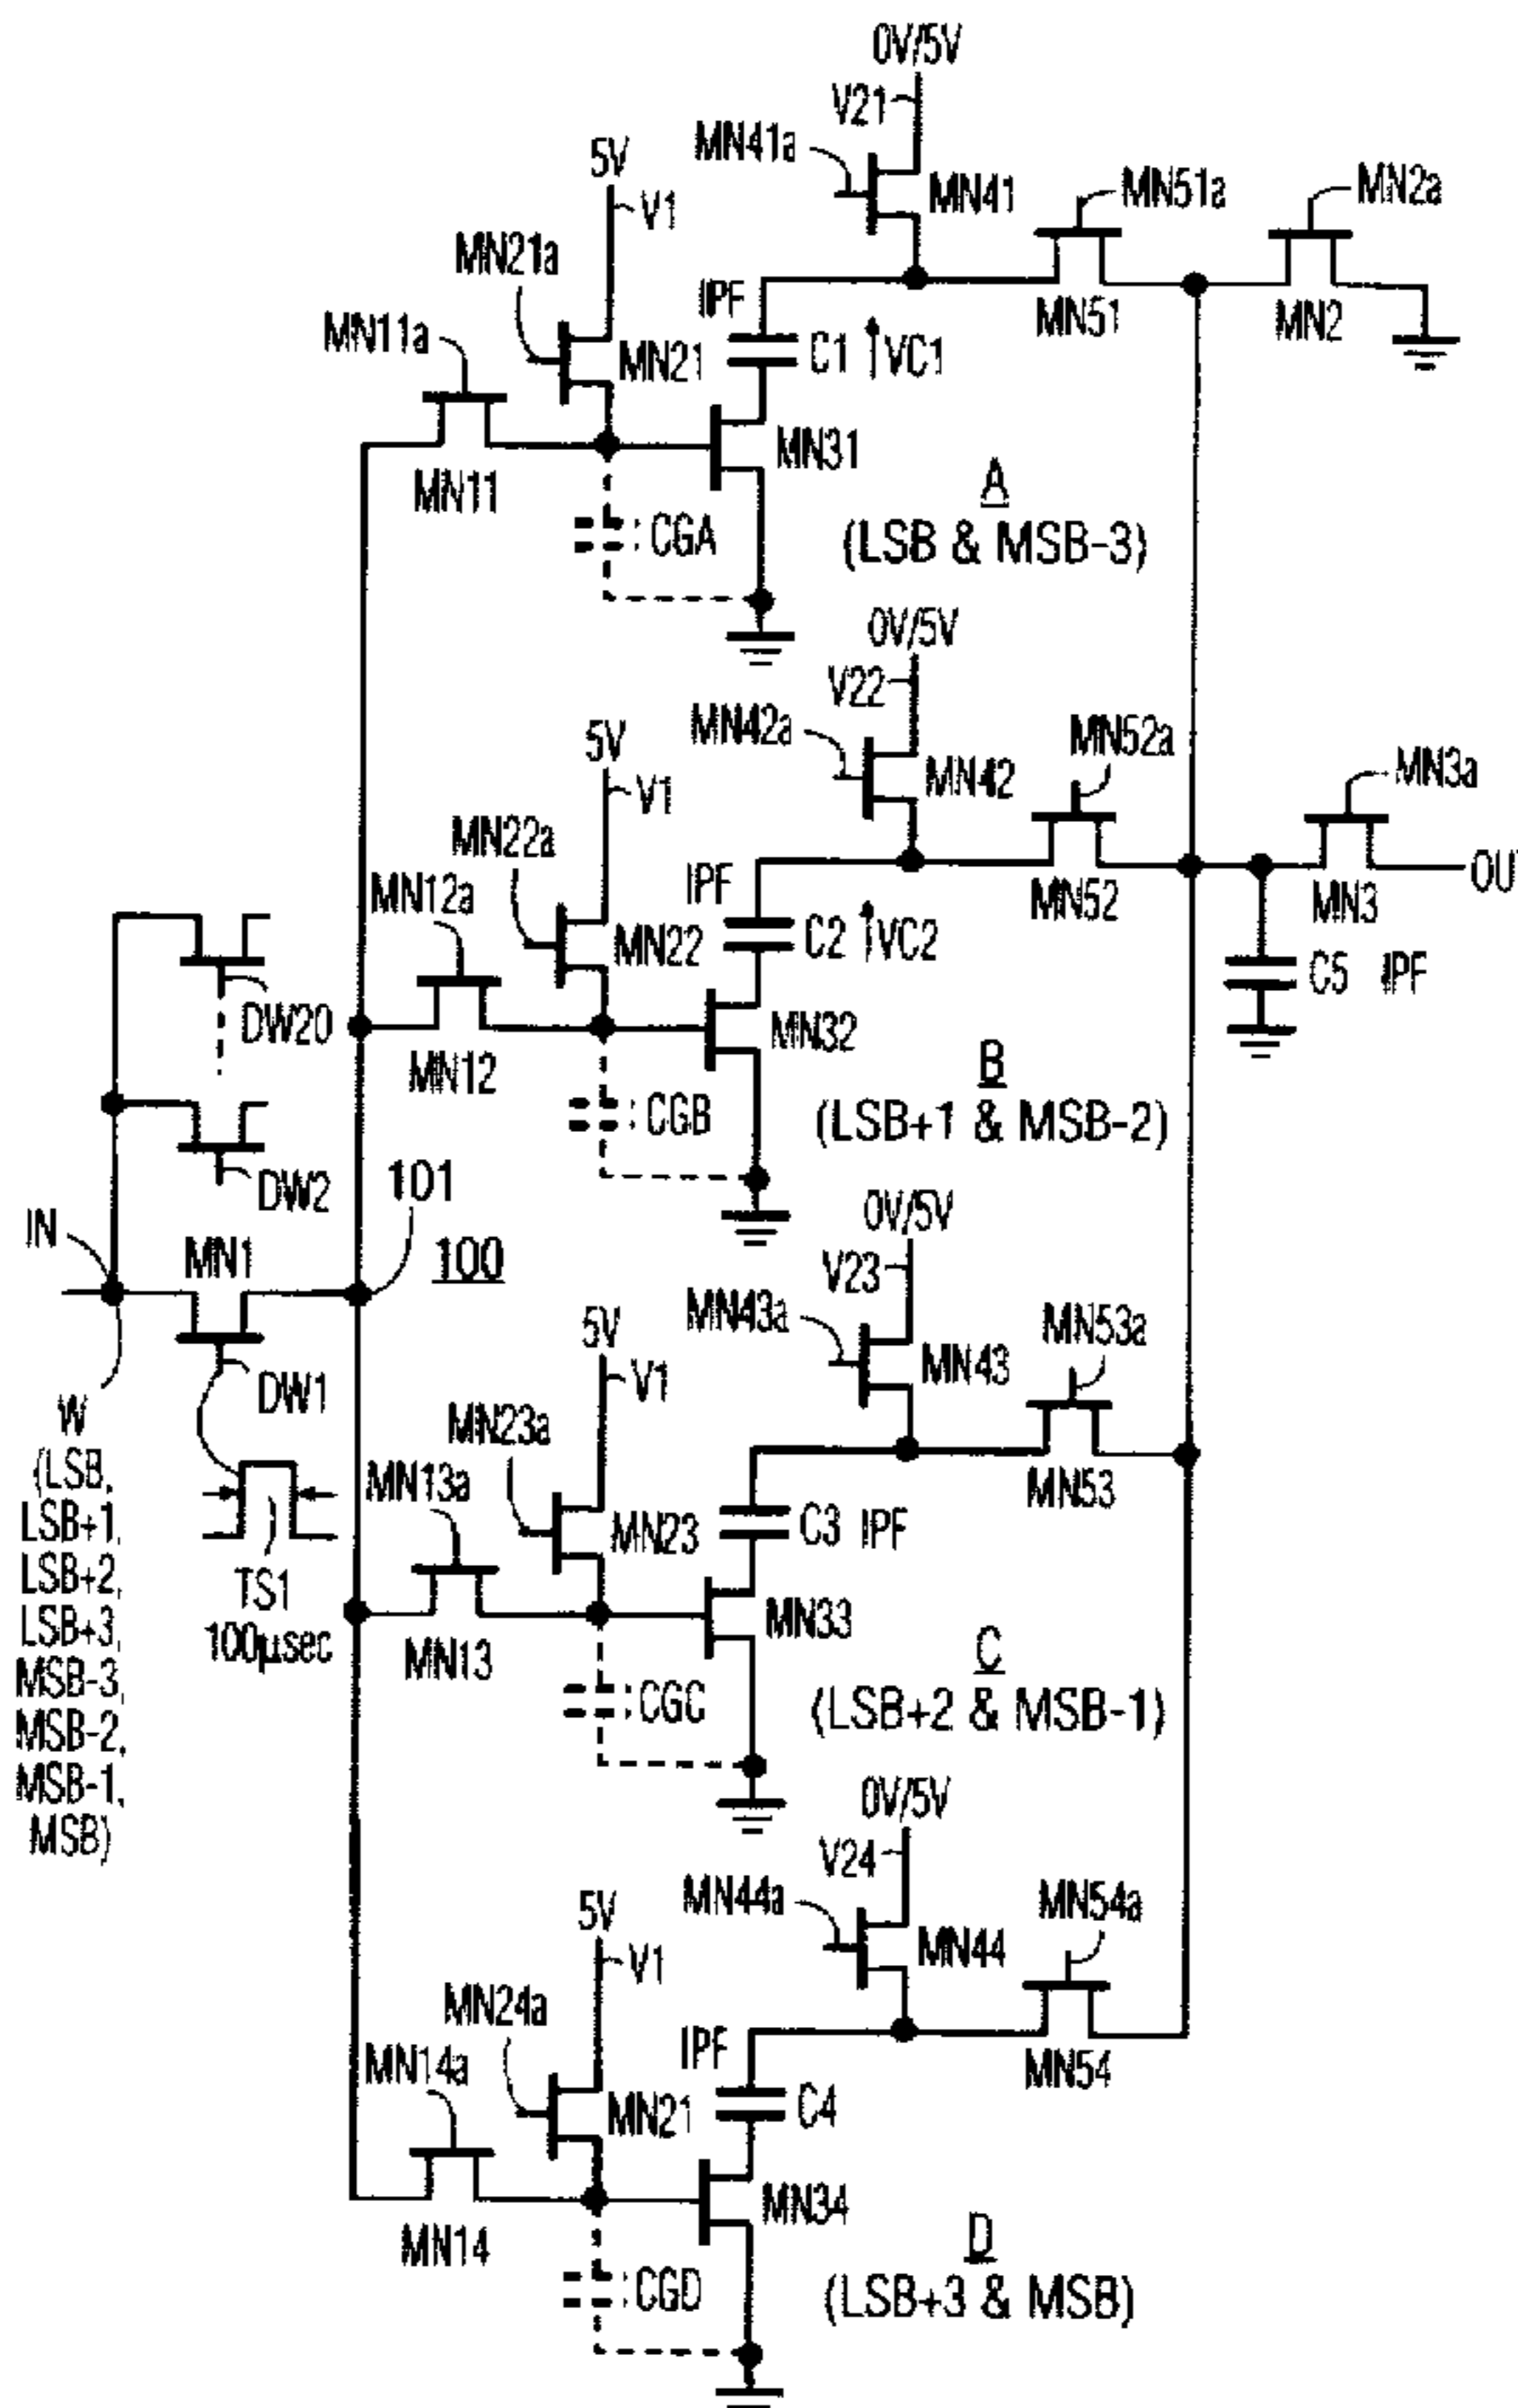 0V/5V
V21
MN41a
MN41
MN51a
MN2a
5V
V1
MN21a
MN51
MN2
IPF
MN11a
MN21
C1
VC1
MN31
MN11
A
CGA
(LSB & MSB-3)
0V/5V
V22
MN42a
MN52a
5V
MN42
MN3a
V1
MN22a
IPF
MN12a
MN52
MN3
OU
MN22
C2
VC2
C5 IPF
DW20
MN32
MN12
B
CGB
(LSB+1 & MSB-2)
DW2
101
IN
MN1
100
0V/5V
V23
MN43a
MN53a
5V
MN43
V1
DW1
W
(LSB,
LSB+1,
LSB+2,
LSB+3,
MSB-3,
MSB-2,
MSB-1,
MSB)
MN23a
MN13a
MN53
C3 IPF
MN23
TS1
100µsec
MN33
MN13
C
CGC
(LSB+2 & MSB-1)
0V/5V
V24
MN44a
MN54a
5V
MN44
V1
MN24a
IPF
MN14a
MN54
C4
MN21
MN34
MN14
D
CGD
(LSB+3 & MSB)